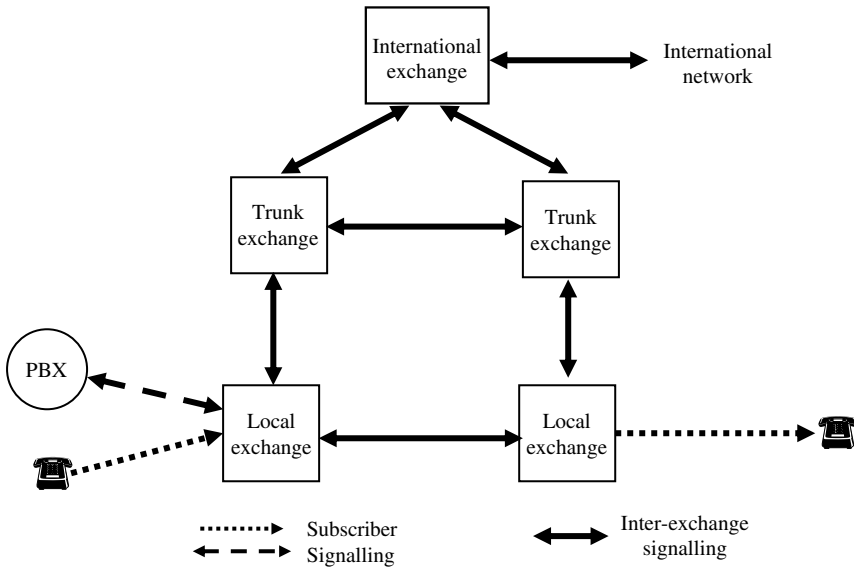 International
exchange
International
network
Trunk
exchange
Trunk
exchange
PBX
Local
exchange
Local
exchange
Subscriber
Signalling
Inter-exchange
signalling